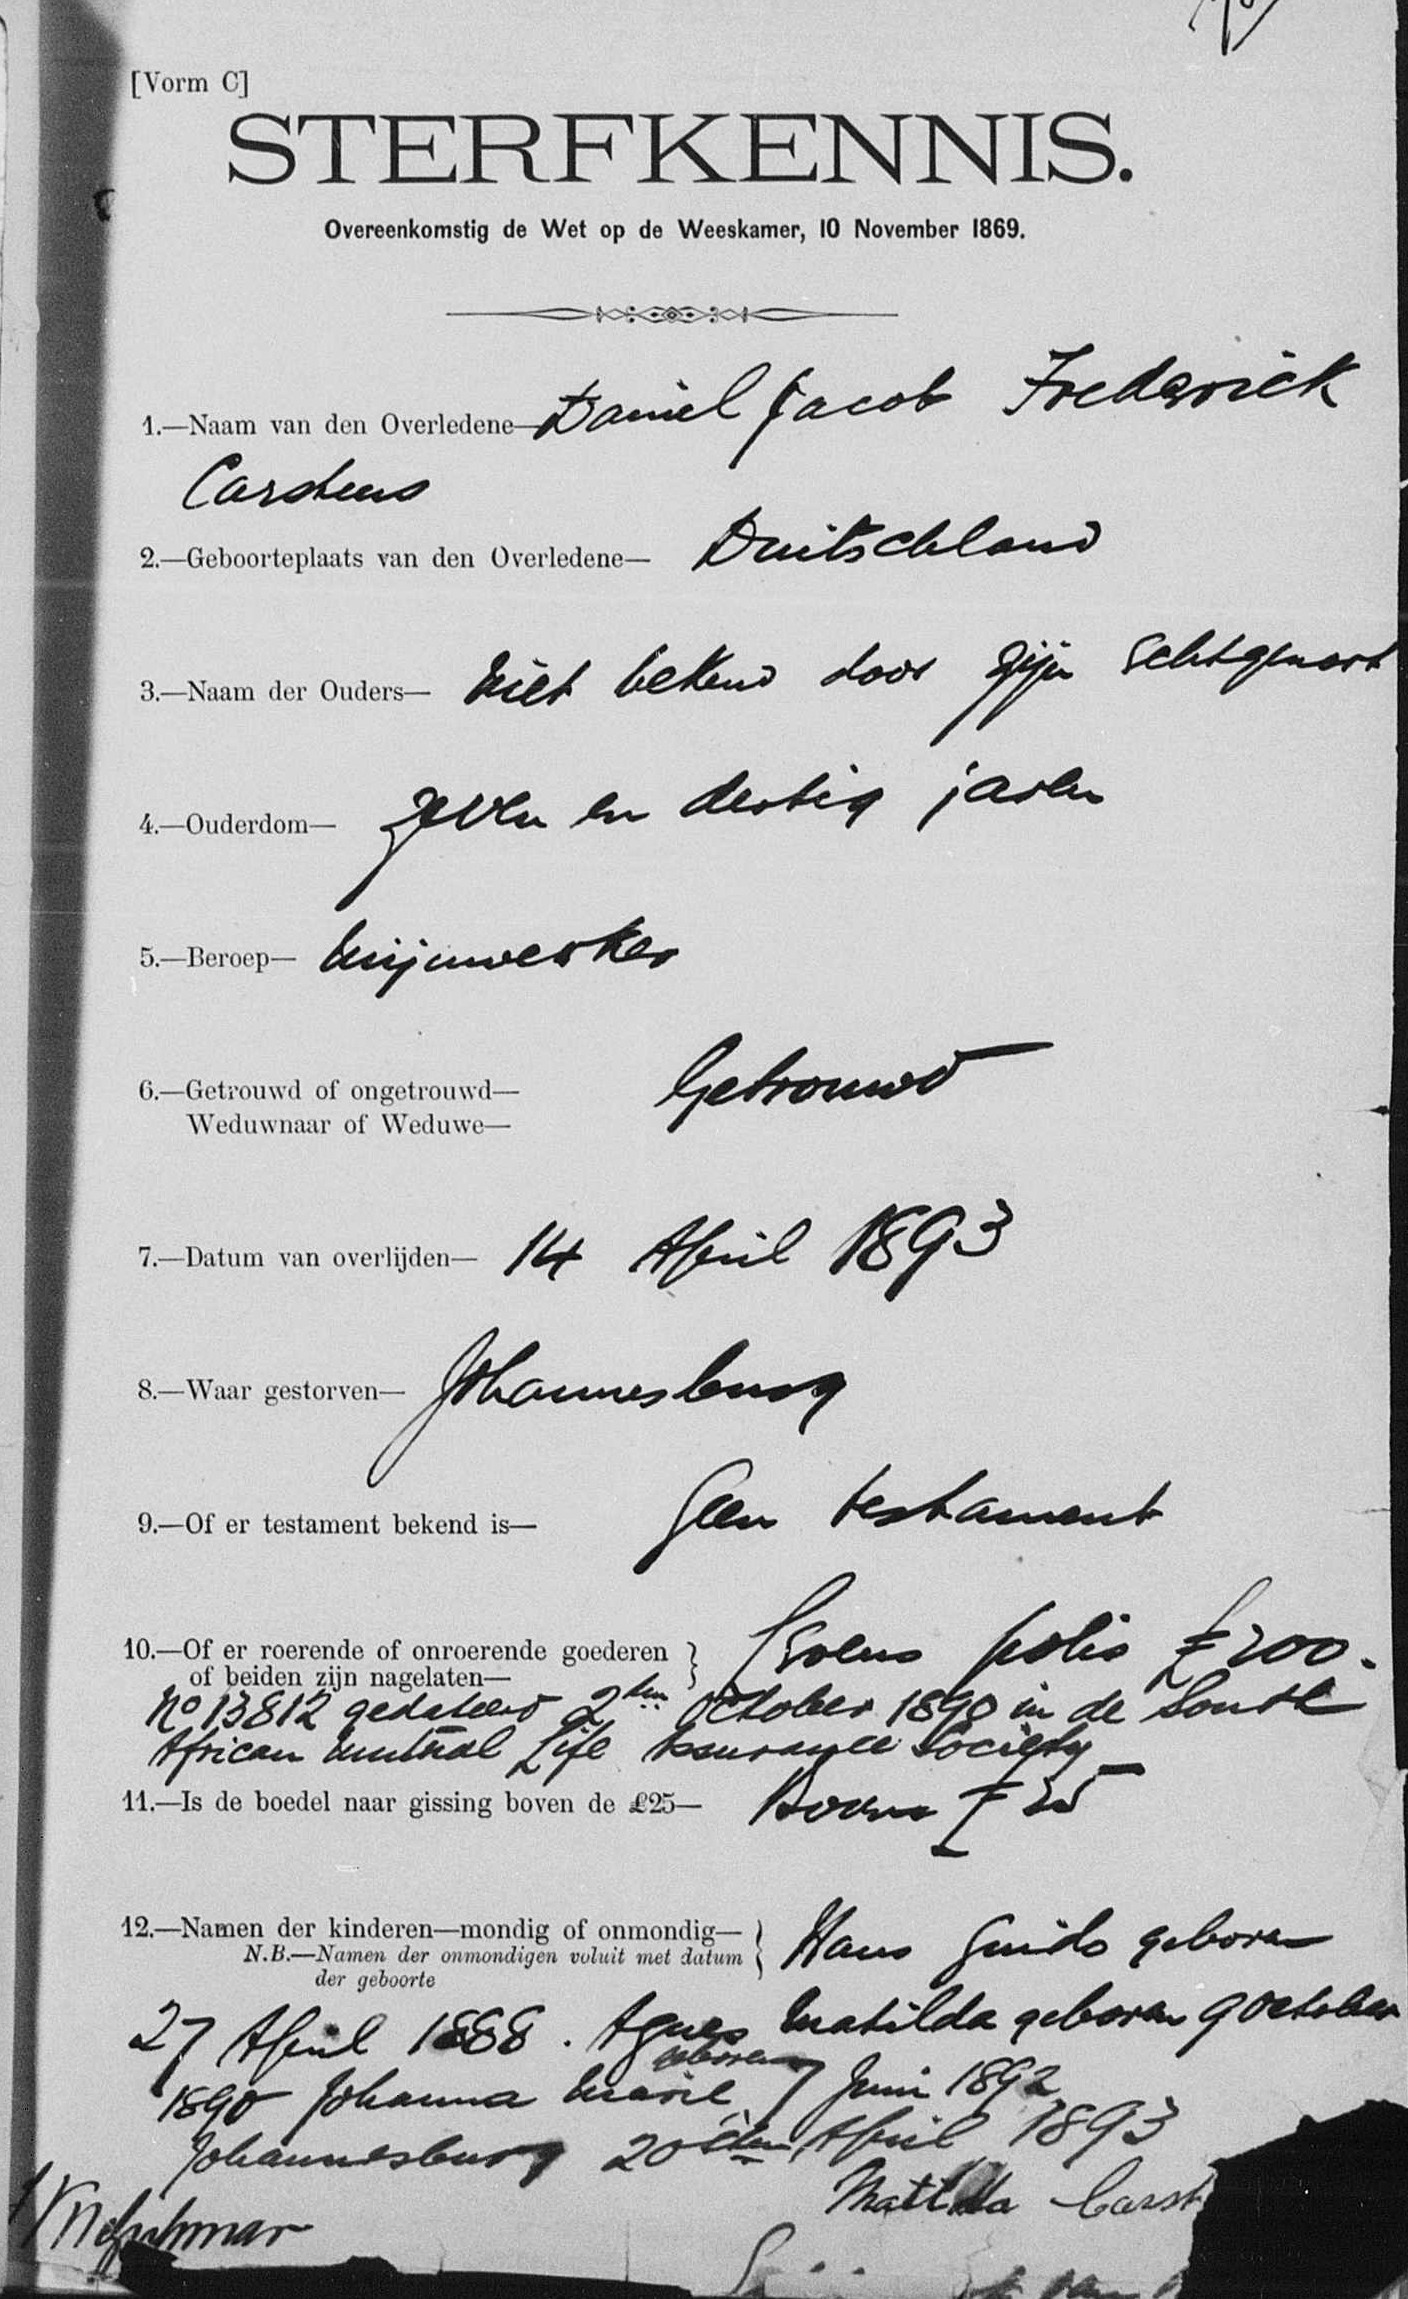 [Vorm C]
STERFKENNIS.
Overeenkomstig de Wet op de Weeskamer, 10 November 1869.
1.—Naam van den Overledene— Daniel Jacob Frederick
Carstens
2.—Geboorteplaats van den Overledene— Duitschland
3.—Naam der Ouders— Niet bekend door zijn Echtgenoot
4.—Ouderdom— Zeven en dertig jaren
5.—Beroep— Mijnwerker
6.—Getrouwd of ongetrouwd— Getrouwd
Weduwnaar of Weduwe—
7.—Datum van overlijden— 14 April 1893
8.—Waar gestorven— Johannesburg
9.—Of er testament bekend is— Geen testament
10.—Of er roerende of onroerende goederen } Levens polis £200.
of beiden zijn nagelaten—
No 13812 gedateerd 2den October 1890 in de South
African Mutual Life Assurance Society
11.—Is de boedel naar gissing boven de £25— Boven £25
12.—Namen der kinderen—mondig of onmondig— } Hans Guido geboren
N.B.—Namen der onmondigen voluit met datum
der geboorte
27 April 1888. Agnes Matilda geboren 9 October
1890 Johanna Marie geboren 7 Juni 1892
Johannesburg 20sten April 1893
Matilda Carst